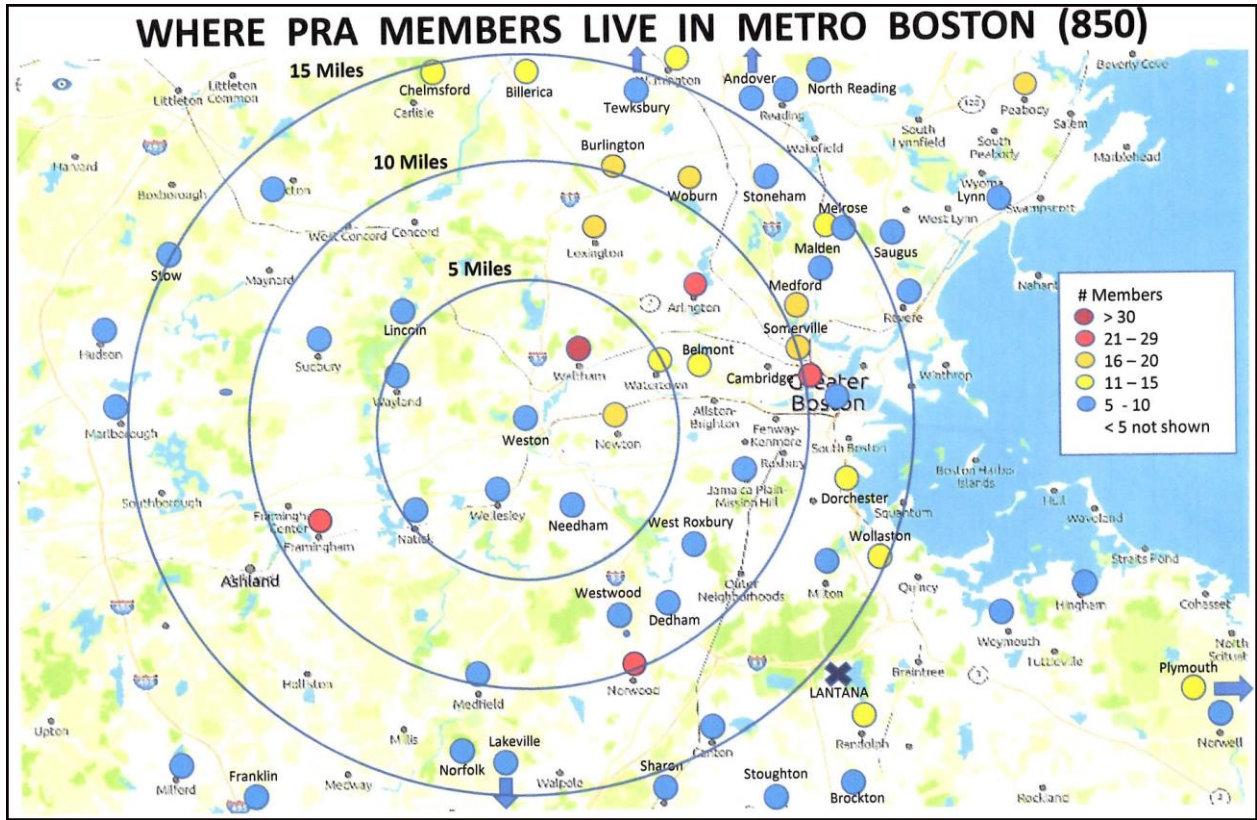 WHERE PRA MEMBERS LIVE IN METRO BOSTON (850)
15 Miles
10 Miles
5 Miles
Littleton Common
Littleton
Chelmsford
Carlisle
Billerica
Tewksbury
Andover
Reading
North Reading
Beverly Cove
Peabody
Salem
128
South Lynnfield
South Peabody
Marblehead
Wakefield
Harvard
Boxborough
Burlington
Woburn
Stoneham
Melrose
Malden
Lynn
Swampscott
West Lynn
Saugus
Nahant
West Concord
Concord
Lexington
Stow
Maynard
Arlington
Medford
Somerville
Revere
Lincoln
Hudson
Sudbury
Waltham
Watertown
Belmont
Cambridge
Greater
Boston
Winthrop
Wayland
Marlborough
Weston
Newton
Allston-
Brighton
Fenway-
Kenmore
Roxbury
South Boston
Boston Harbor
Islands
Jamaica Plain-
Mission Hill
Dorchester
Squantum
Southborough
Framingham
Natick
Wellesley
Needham
West Roxbury
Wollaston
Hull
Waveland
Straits Pond
Ashland
Westwood
Dedham
Outer
Neighborhoods
Milton
Quincy
Hingham
Cohasset
Weymouth
North
Scituate
Holliston
Medfield
Norwood
LANTANA
Braintree
Plymouth
Upton
Millis
Norfolk
Lakeville
Walpole
Canton
Randolph
Norwell
Milford
Franklin
Medway
Sharon
Stoughton
Brockton
Rockland
3
# Members
> 30
21 – 29
16 – 20
11 – 15
5 - 10
< 5 not shown